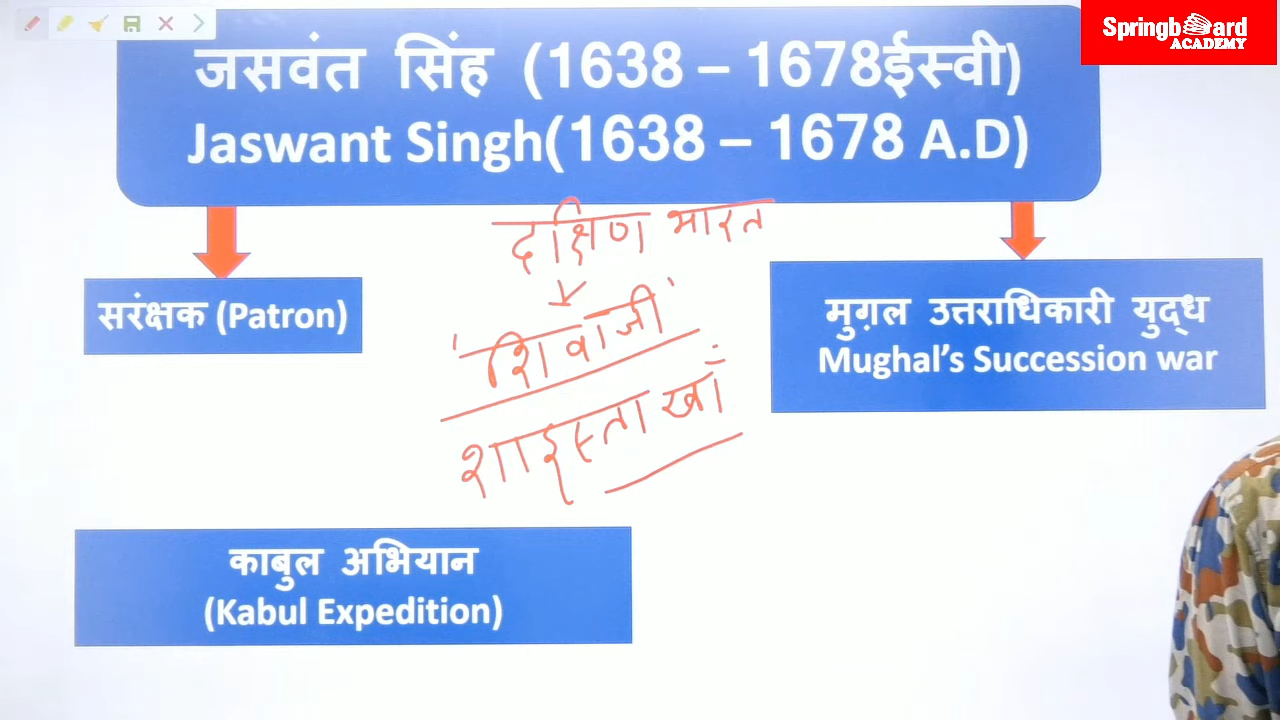 Springboard
ACADEMY
जसवंत सिंह (1638 – 1678ईस्वी)
Jaswant Singh(1638 – 1678 A.D)
दक्षिण भारत
'शिवाजी'
शाइस्ता खाँ
सरंक्षक (Patron)
मुग़ल उत्तराधिकारी युद्ध
Mughal’s Succession war
काबुल अभियान
(Kabul Expedition)